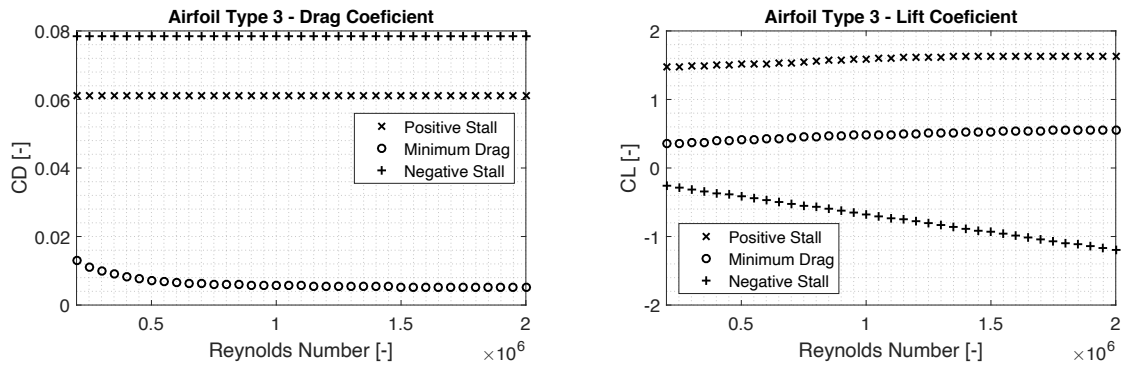 Airfoil Type 3 - Drag Coeficient
0.08
0.06
0.04
0.02
0
CD [-]
Positive Stall
Minimum Drag
Negative Stall
0.5
1
1.5
2
×10^6
Reynolds Number [-]
Airfoil Type 3 - Lift Coeficient
2
1
0
-1
-2
CL [-]
Positive Stall
Minimum Drag
Negative Stall
0.5
1
1.5
2
×10^6
Reynolds Number [-]